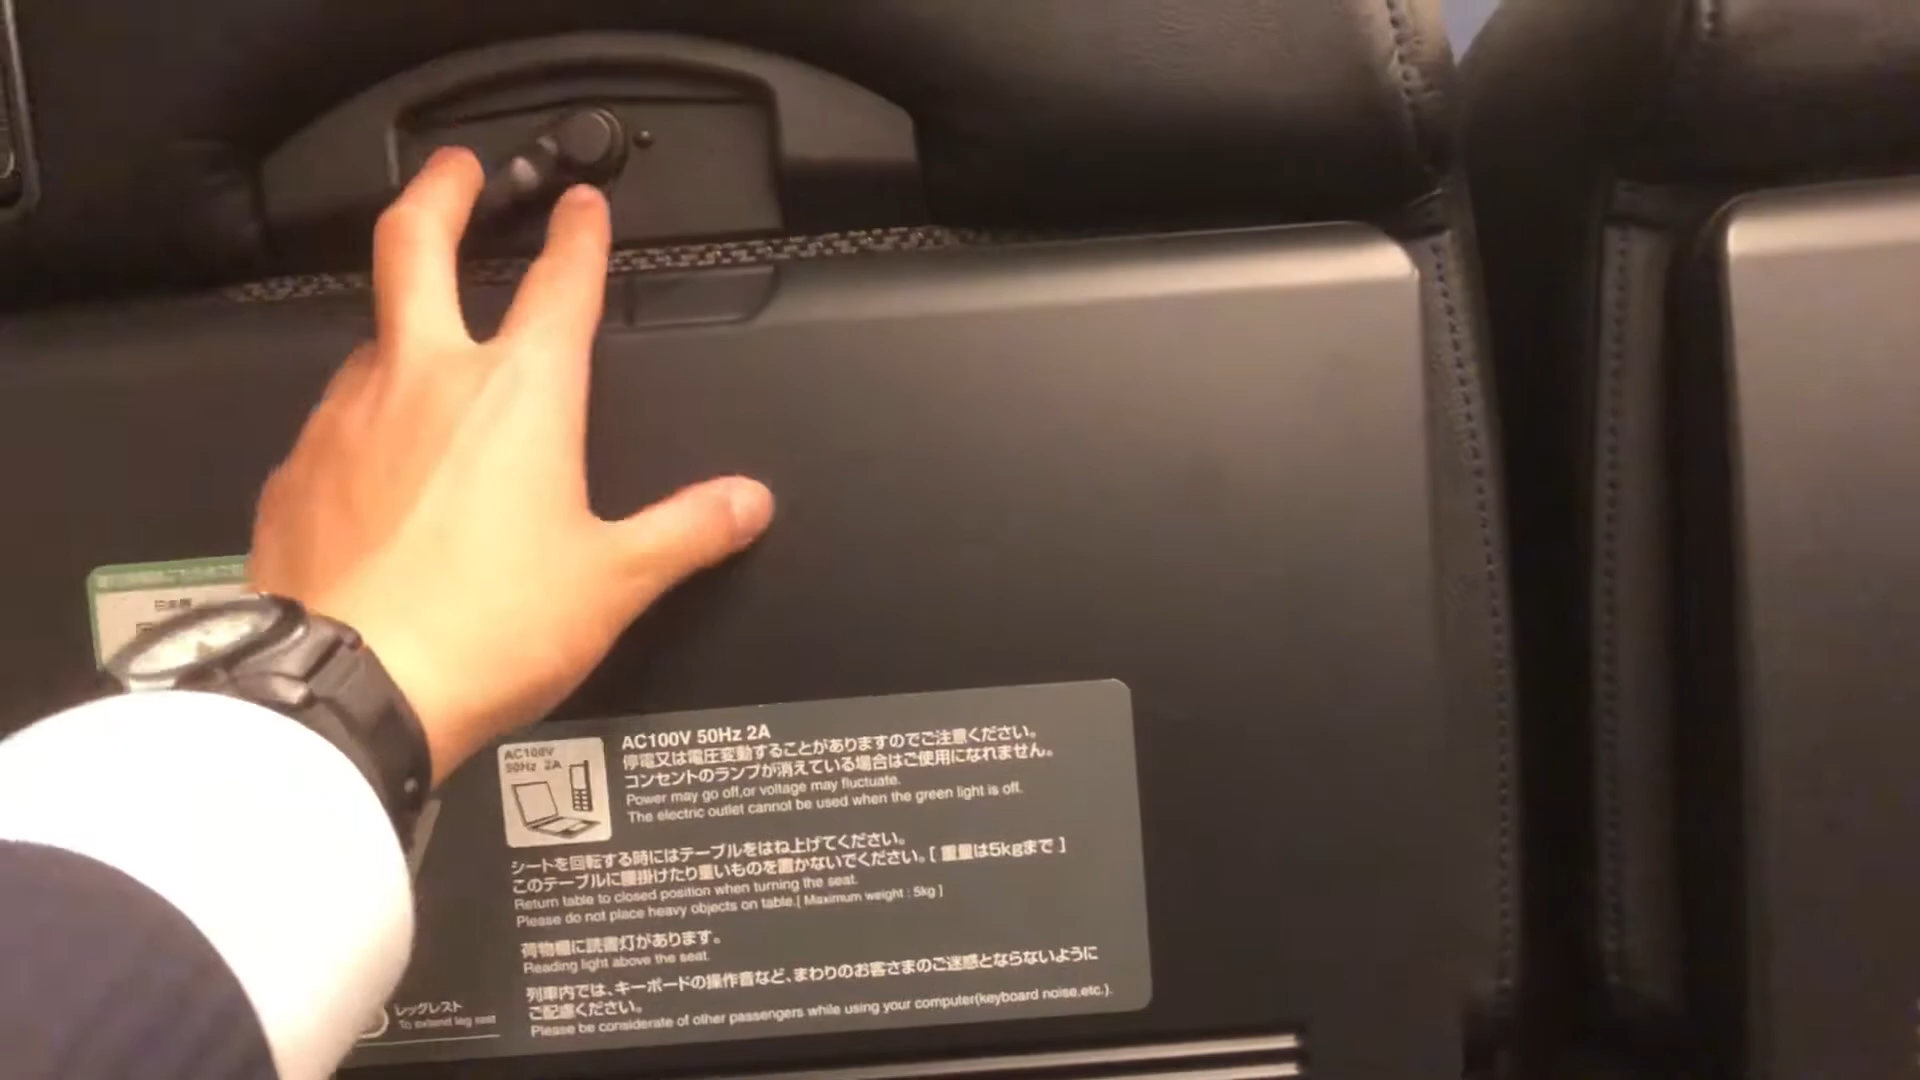 日本語
AC100V
50Hz 2A
AC100V 50Hz 2A
停電又は電圧変動することがありますのでご注意ください。
コンセントのランプが消えている場合はご使用になれません。
Power may go off,or voltage may fluctuate.
The electric outlet cannot be used when the green light is off.
シートを回転する時にはテーブルをはね上げてください。
このテーブルに腰掛けたり重いものを置かないでください。[ 重量は5kgまで ]
Return table to closed position when turning the seat.
Please do not place heavy objects on table.[ Maximum weight : 5kg ]
荷物棚に読書灯があります。
Reading light above the seat.
列車内では、キーボードの操作音など、まわりのお客さまのご迷惑とならないように
ご配慮ください。
Please be considerate of other passengers while using your computer(keyboard noise,etc.).
レッグレスト
To extend leg rest